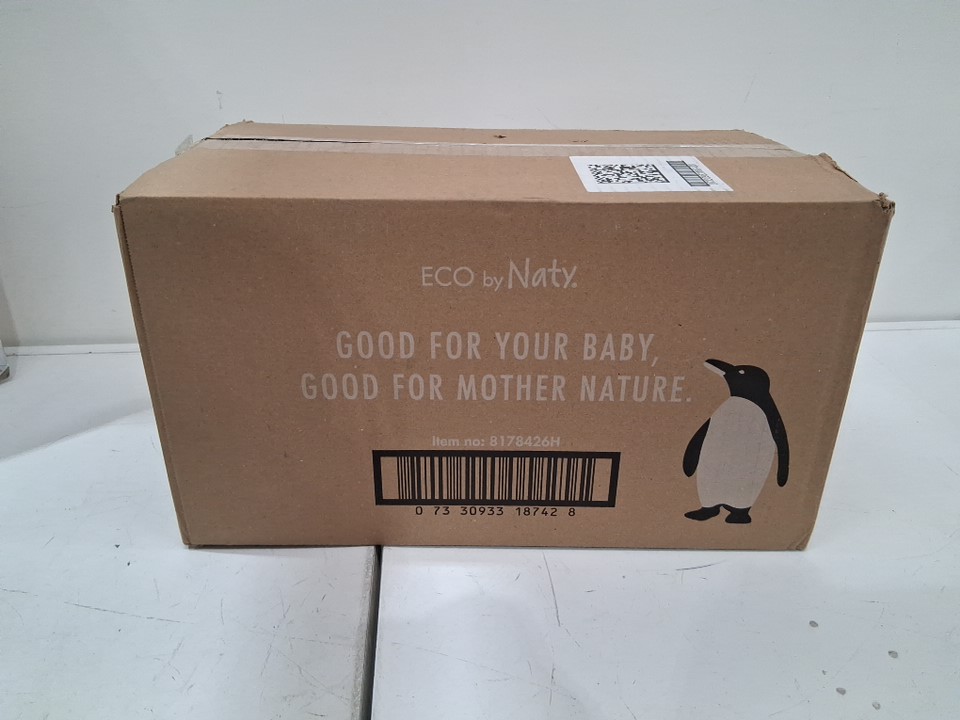 ECO by Naty.
GOOD FOR YOUR BABY,
GOOD FOR MOTHER NATURE.
Item no: 8178426H
0 73 30933 18742 8